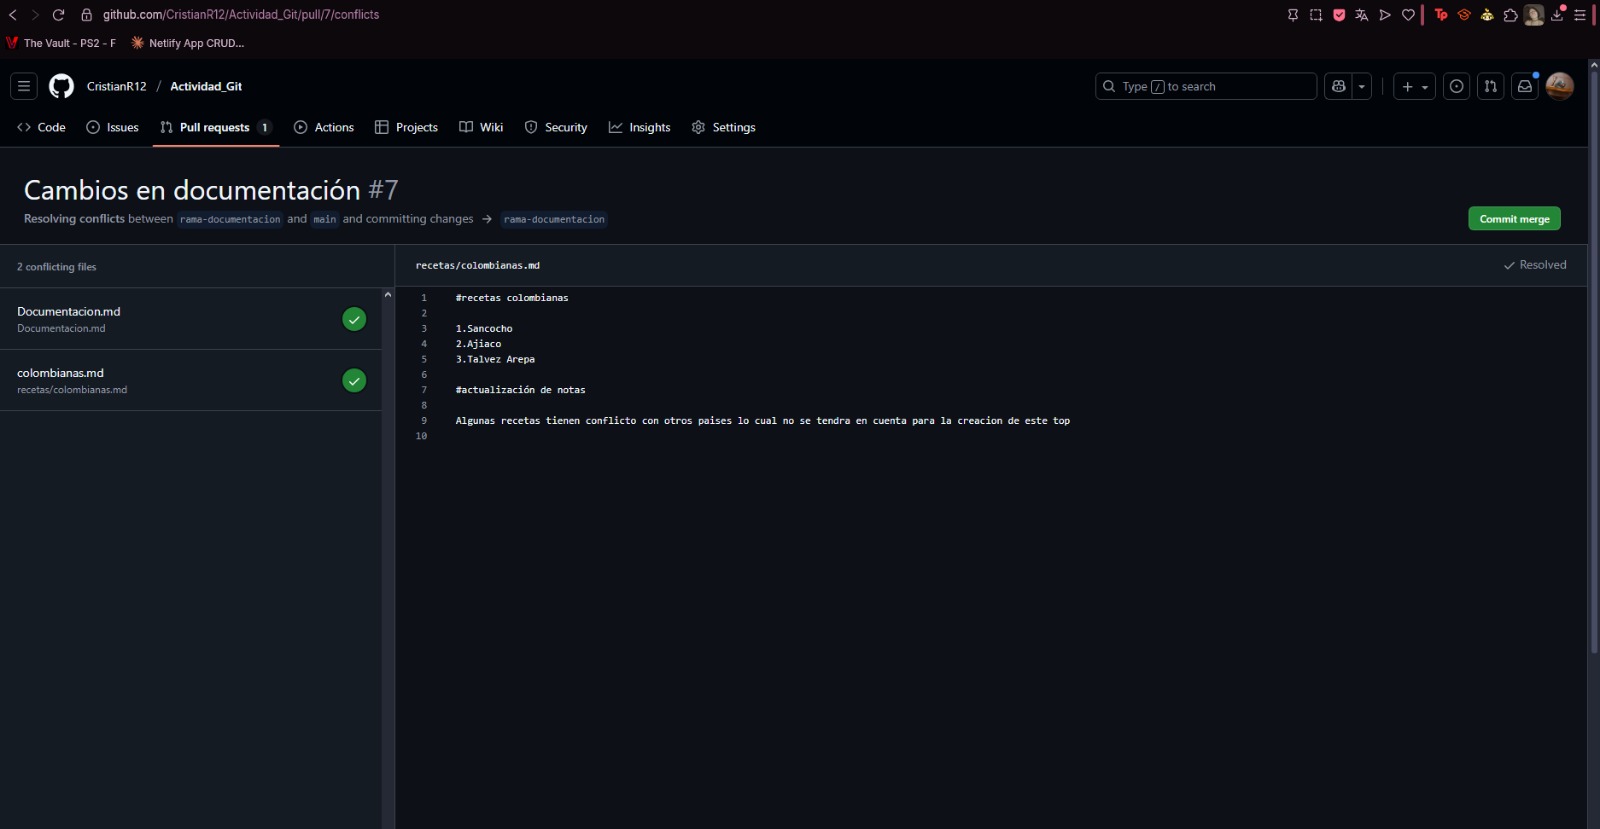 github.com/CristianR12/Actividad_Git/pull/7/conflicts
Tp
The Vault - PS2 - F
Netlify App CRUD...
CristianR12 / Actividad_Git
Type / to search
Code
Issues
Pull requests 1
Actions
Projects
Wiki
Security
Insights
Settings
Cambios en documentación #7
Resolving conflicts between rama-documentacion and main and committing changes → rama-documentacion
Commit merge
2 conflicting files
Documentacion.md
Documentacion.md
colombianas.md
recetas/colombianas.md
recetas/colombianas.md
Resolved
1 #recetas colombianas
2
3 1.Sancocho
4 2.Ajiaco
5 3.Talvez Arepa
6
7 #actualización de notas
8
9 Algunas recetas tienen conflicto con otros paises lo cual no se tendra en cuenta para la creacion de este top
10